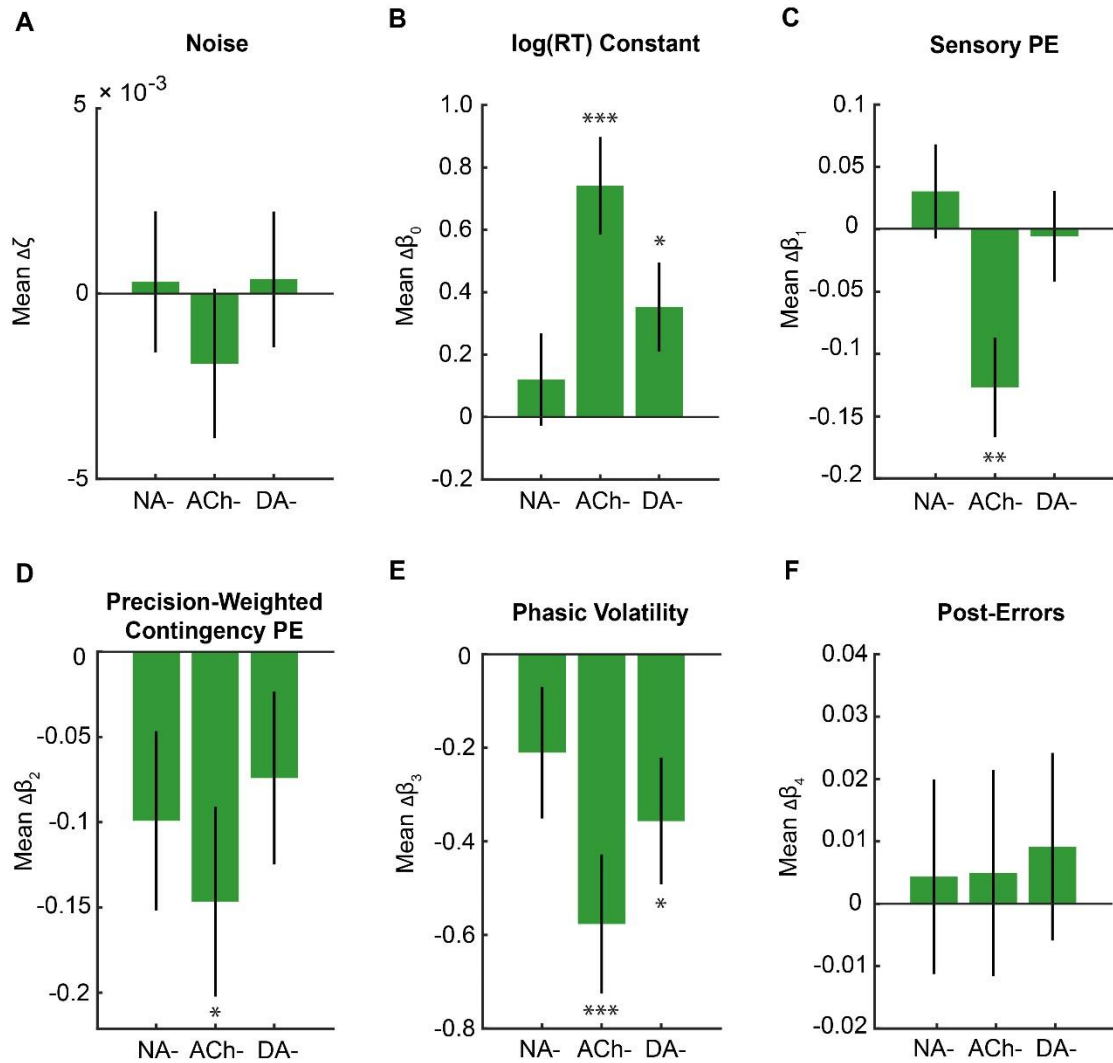 A
Noise
× 10⁻³
5
0
-5
Mean Δζ
NA- ACh- DA-
B
log(RT) Constant
1.0
0.8
0.6
0.4
0.2
0
-0.2
Mean Δβ₀
***
*
NA- ACh- DA-
C
Sensory PE
0.1
0.05
0
-0.05
-0.1
-0.15
-0.2
Mean Δβ₁
**
NA- ACh- DA-
D
Precision-Weighted
Contingency PE
0
-0.05
-0.1
-0.15
-0.2
Mean Δβ₂
*
NA- ACh- DA-
E
Phasic Volatility
0
-0.2
-0.4
-0.6
-0.8
Mean Δβ₃
*
***
NA- ACh- DA-
F
Post-Errors
0.04
0.03
0.02
0.01
0
-0.01
-0.02
Mean Δβ₄
NA- ACh- DA-